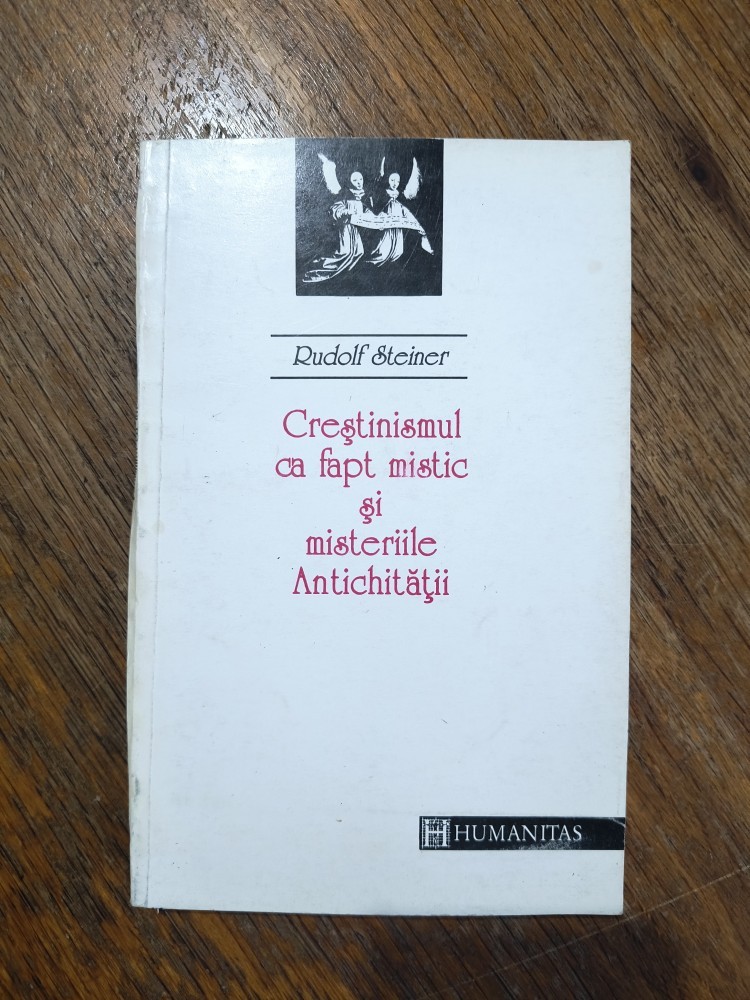 Rudolf Steiner
Creştinismul
ca fapt mistic
şi
misteriile
Antichităţii
HUMANITAS